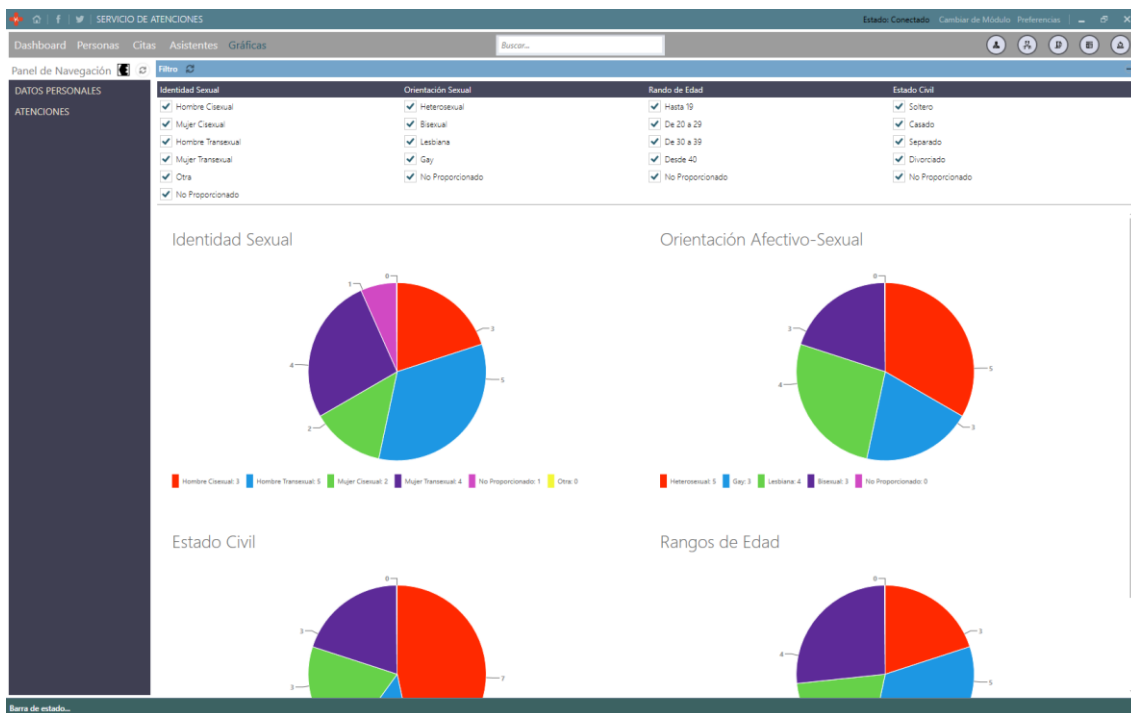 SERVICIO DE ATENCIONES
Estado: Conectado Cambiar de Módulo Preferencias
Dashboard Personas Citas Asistentes Gráficas
Buscar...
Panel de Navegación
DATOS PERSONALES
ATENCIONES
Filtro
Identidad Sexual Orientación Sexual Rando de Edad Estado Civil
Hombre Cisexual Heterosexual Hasta 19 Soltero
Mujer Cisexual Bisexual De 20 a 29 Casado
Hombre Transexual Lesbiana De 30 a 39 Separado
Mujer Transexual Gay Desde 40 Divorciado
Otra No Proporcionado No Proporcionado No Proporcionado
No Proporcionado
Identidad Sexual
0
1
3
4
5
2
Hombre Cisexual: 3 Hombre Transexual: 5 Mujer Cisexual: 2 Mujer Transexual: 4 No Proporcionado: 1 Otra: 0
Orientación Afectivo-Sexual
0
3
5
4
3
Heterosexual: 5 Gay: 3 Lesbiana: 4 Bisexual: 3 No Proporcionado: 0
Estado Civil
0
3
7
3
Rangos de Edad
0
3
4
5
Barra de estado...